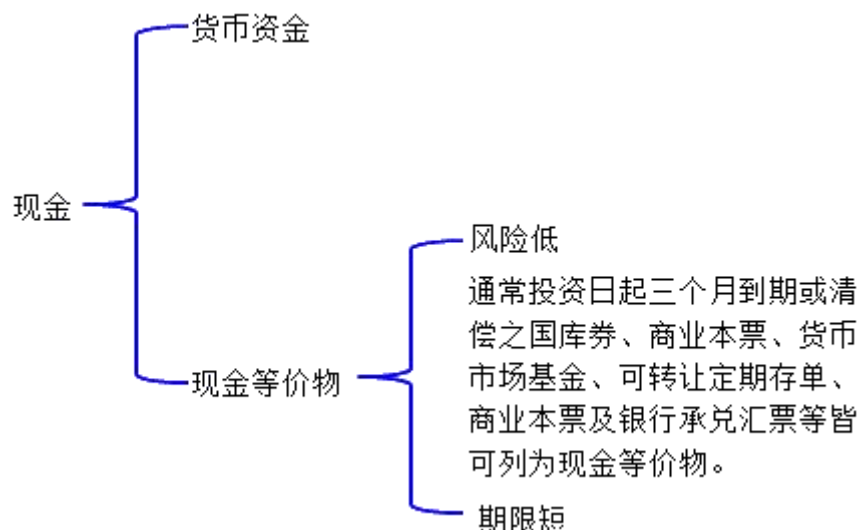 货币资金
现金
风险低
通常投资日起三个月到期或清
偿之国库券、商业本票、货币
市场基金、可转让定期存单、
商业本票及银行承兑汇票等皆
可列为现金等价物。
现金等价物
期限短